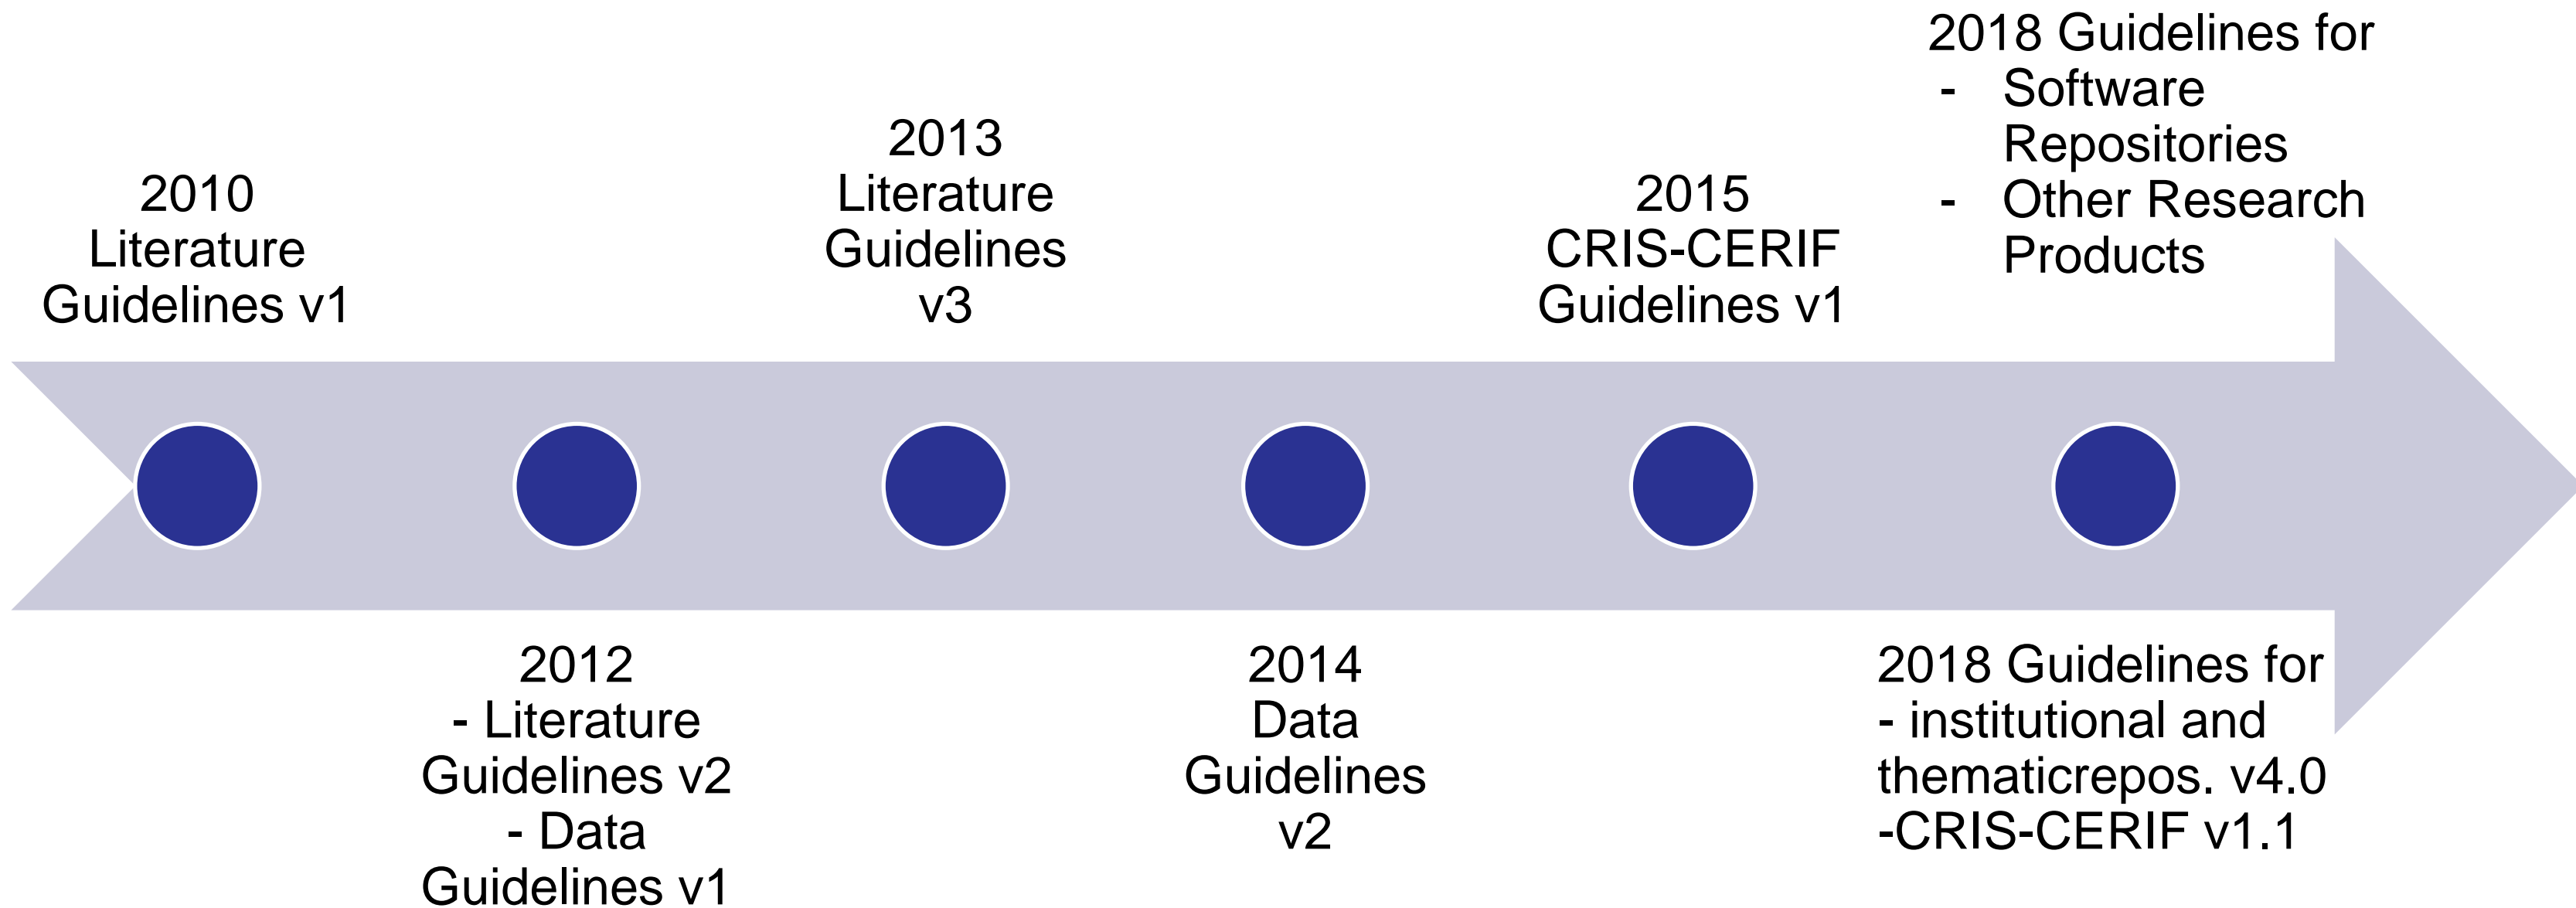 2010
Literature
Guidelines v1
2012
- Literature
Guidelines v2
- Data
Guidelines v1
2013
Literature
Guidelines
v3
2014
Data
Guidelines
v2
2015
CRIS-CERIF
Guidelines v1
2018 Guidelines for
- Software
Repositories
- Other Research
Products
2018 Guidelines for
- institutional and
thematicrepos. v4.0
-CRIS-CERIF v1.1